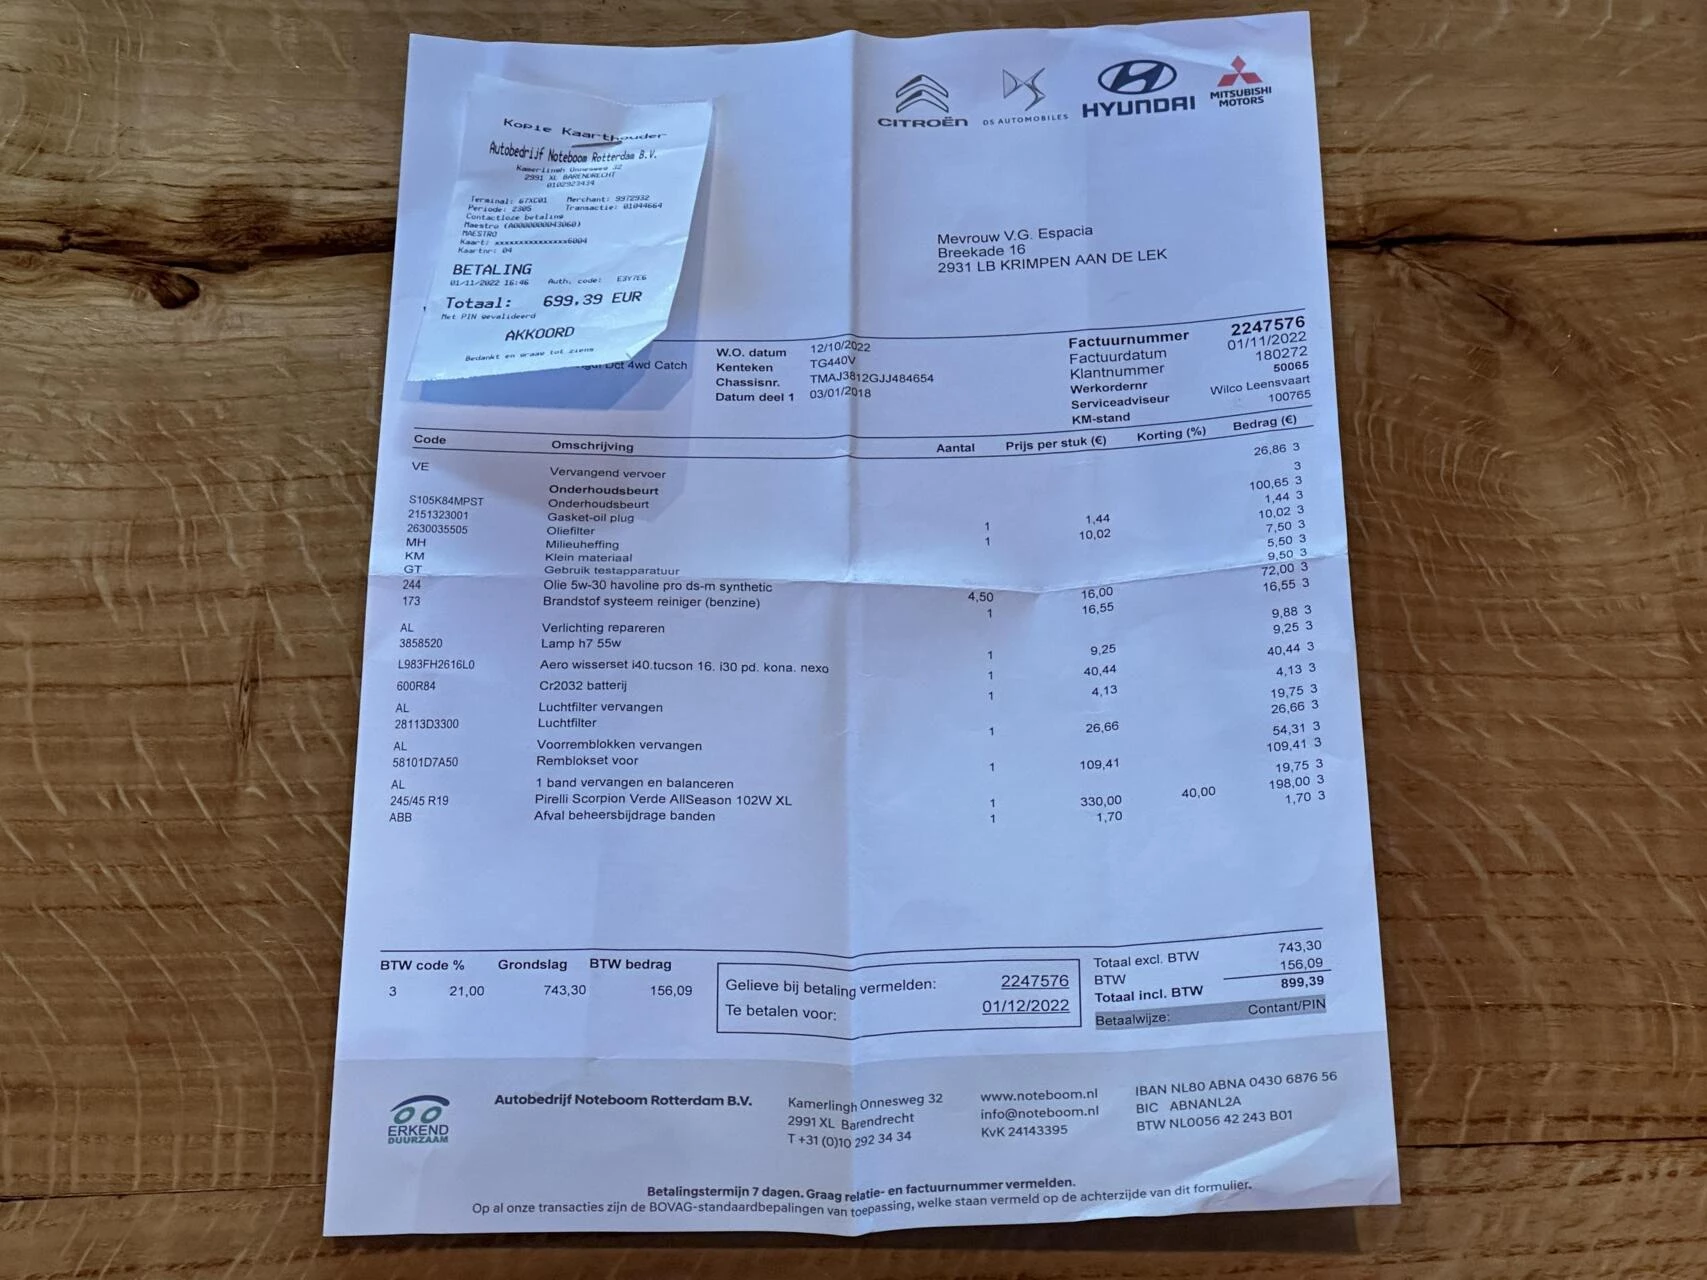 CITROËN
DS AUTOMOBILES
HYUNDAI
MITSUBISHI
MOTORS
Kopie Kaarthouder
Autobedrijf Noteboom Rotterdam B.V.
Kamerlingh Onnesweg 32
2991 XL BARENDRECHT
0102923434
Terminal: 67XC01 Merchant: 9972932
Periode: 2305 Transactie: 01044664
Contactloze betaling
Maestro (A0000000043060)
MAESTRO
Kaart: xxxxxxxxxxxxxxx6004
Kaartnr: 04
BETALING
01/11/2022 16:46 Auth. code: E3Y7E6
Totaal: 699,39 EUR
Met PIN gevalideerd
AKKOORD
Bedankt en graag tot ziens
Mevrouw V.G. Espacia
Breekade 16
2931 LB KRIMPEN AAN DE LEK
Dct 4wd Catch
W.O. datum 12/10/2022
Kenteken TG440V
Chassisnr. TMAJ3812GJJ484654
Datum deel 1 03/01/2018
Factuurnummer 2247576
Factuurdatum 01/11/2022
Klantnummer 180272
Werkordernr 50065
Serviceadviseur Wilco Leensvaart
KM-stand 100765
Code Omschrijving Aantal Prijs per stuk (€) Korting (%) Bedrag (€)
VE Vervangend vervoer 26,86 3
Onderhoudsbeurt 3
S105K84MPST Onderhoudsbeurt 100,65 3
2151323001 Gasket-oil plug 1 1,44 1,44 3
2630035505 Oliefilter 1 10,02 10,02 3
MH Milieuheffing 7,50 3
KM Klein materiaal 5,50 3
GT Gebruik testapparatuur 9,50 3
244 Olie 5w-30 havoline pro ds-m synthetic 4,50 16,00 72,00 3
173 Brandstof systeem reiniger (benzine) 1 16,55 16,55 3
AL Verlichting repareren 9,88 3
3858520 Lamp h7 55w 1 9,25 9,25 3
L983FH2616L0 Aero wisserset i40.tucson 16. i30 pd. kona. nexo 1 40,44 40,44 3
600R84 Cr2032 batterij 1 4,13 4,13 3
AL Luchtfilter vervangen 19,75 3
28113D3300 Luchtfilter 1 26,66 26,66 3
AL Voorremblokken vervangen 54,31 3
58101D7A50 Remblokset voor 1 109,41 109,41 3
AL 1 band vervangen en balanceren 19,75 3
245/45 R19 Pirelli Scorpion Verde AllSeason 102W XL 1 330,00 40,00 198,00 3
ABB Afval beheersbijdrage banden 1 1,70 1,70 3
BTW code % Grondslag BTW bedrag
3 21,00 743,30 156,09
Gelieve bij betaling vermelden: 2247576
Te betalen voor: 01/12/2022
Totaal excl. BTW 743,30
BTW 156,09
Totaal incl. BTW 899,39
Betaalwijze: Contant/PIN
ERKEND
DUURZAAM
Autobedrijf Noteboom Rotterdam B.V.
Kamerlingh Onnesweg 32
2991 XL Barendrecht
T +31 (0)10 292 34 34
www.noteboom.nl
info@noteboom.nl
KvK 24143395
IBAN NL80 ABNA 0430 6876 56
BIC ABNANL2A
BTW NL0056 42 243 B01
Betalingstermijn 7 dagen. Graag relatie- en factuurnummer vermelden.
Op al onze transacties zijn de BOVAG-standaardbepalingen van toepassing, welke staan vermeld op de achterzijde van dit formulier.